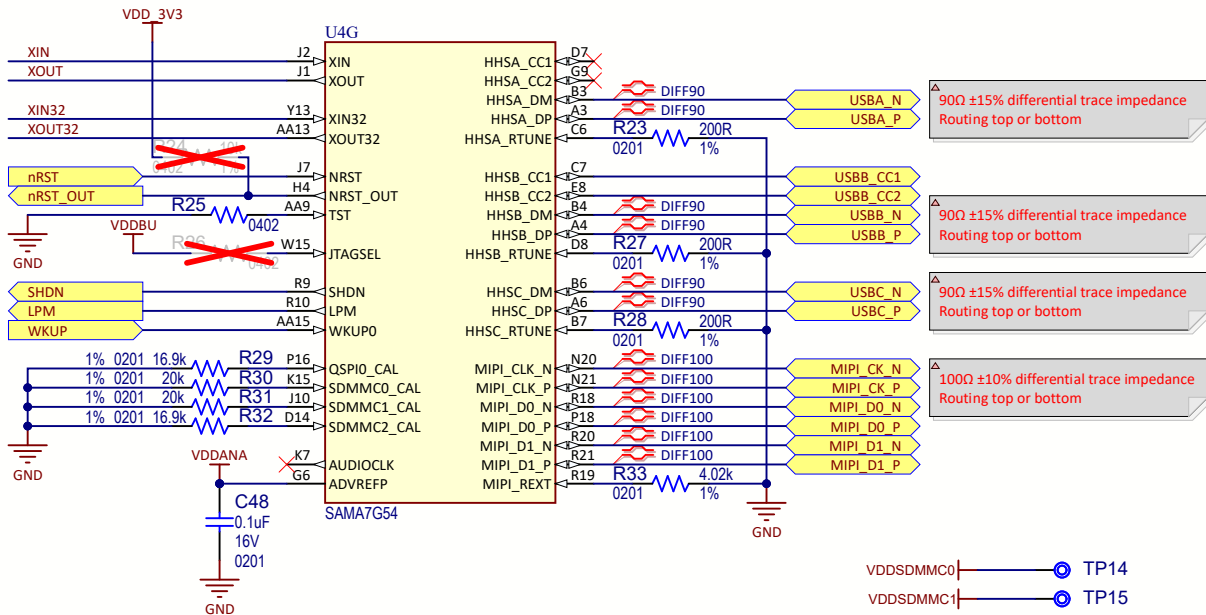 VDD_3V3
U4G
XIN J2 XIN
XOUT J1 XOUT
XIN32 Y13 XIN32
XOUT32 AA13 XOUT32
R24 10k
0402 1%
nRST J7 NRST
nRST_OUT H4 NRST_OUT
R25 AA9 TST
0402
GND
VDDBU
R26 W15 JTAGSEL
0402
SHDN R9 SHDN
LPM R10 LPM
WKUP AA15 WKUP0
1% 0201 16.9k R29 P16 QSPI0_CAL
1% 0201 20k R30 K15 SDMMC0_CAL
1% 0201 20k R31 J10 SDMMC1_CAL
1% 0201 16.9k R32 D14 SDMMC2_CAL
GND
VDDANA
K7 AUDIOCLK
G6 ADVREFP
C48
0.1uF
16V
0201
GND
SAMA7G54
HHSA_CC1 D7
HHSA_CC2 G9
HHSA_DM B3 DIFF90 USBA_N
HHSA_DP A3 DIFF90 USBA_P
HHSA_RTUNE C6 R23 200R
0201 1%
HHSB_CC1 C7 USBB_CC1
HHSB_CC2 E8 USBB_CC2
HHSB_DM B4 DIFF90 USBB_N
HHSB_DP A4 DIFF90 USBB_P
HHSB_RTUNE D8 R27 200R
0201 1%
HHSC_DM B6 DIFF90 USBC_N
HHSC_DP A6 DIFF90 USBC_P
HHSC_RTUNE B7 R28 200R
0201 1%
MIPI_CLK_N N20 DIFF100 MIPI_CK_N
MIPI_CLK_P N21 DIFF100 MIPI_CK_P
MIPI_D0_N R18 DIFF100 MIPI_D0_N
MIPI_D0_P P18 DIFF100 MIPI_D0_P
MIPI_D1_N R20 DIFF100 MIPI_D1_N
MIPI_D1_P R21 DIFF100 MIPI_D1_P
MIPI_REXT R19 R33 4.02k
0201 1%
GND
90Ω ±15% differential trace impedance
Routing top or bottom
90Ω ±15% differential trace impedance
Routing top or bottom
90Ω ±15% differential trace impedance
Routing top or bottom
100Ω ±10% differential trace impedance
Routing top or bottom
VDDSDMMC0 TP14
VDDSDMMC1 TP15